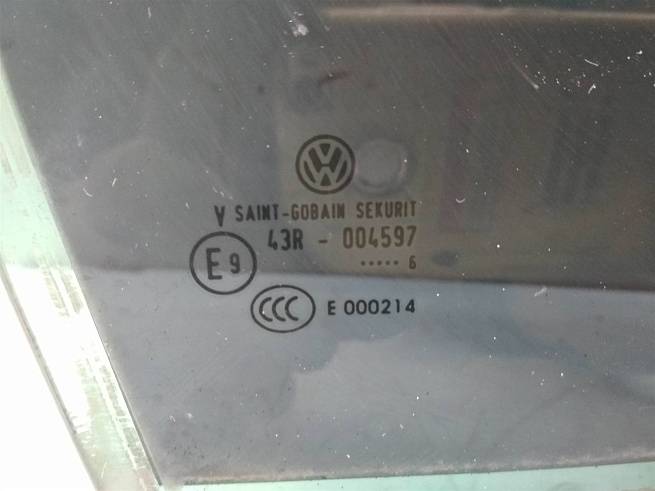 V SAINT-GOBAIN SEKURIT
43R - 004597
E9
..... 6
CCC E 000214